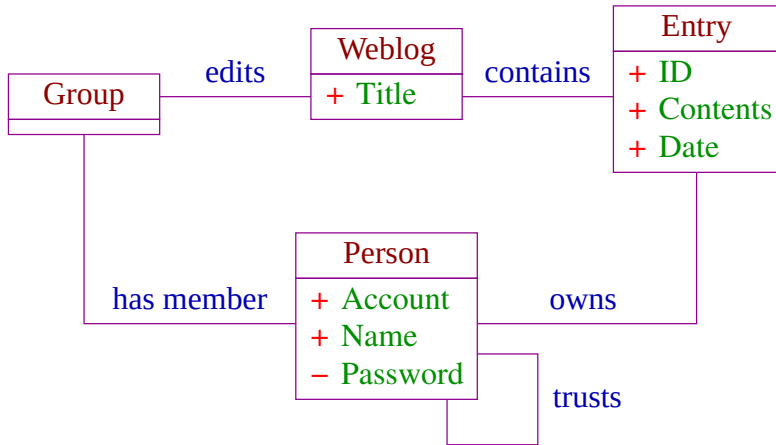 Group
edits
Weblog
+ Title
contains
Entry
+ ID
+ Contents
+ Date
has member
Person
+ Account
+ Name
− Password
owns
trusts